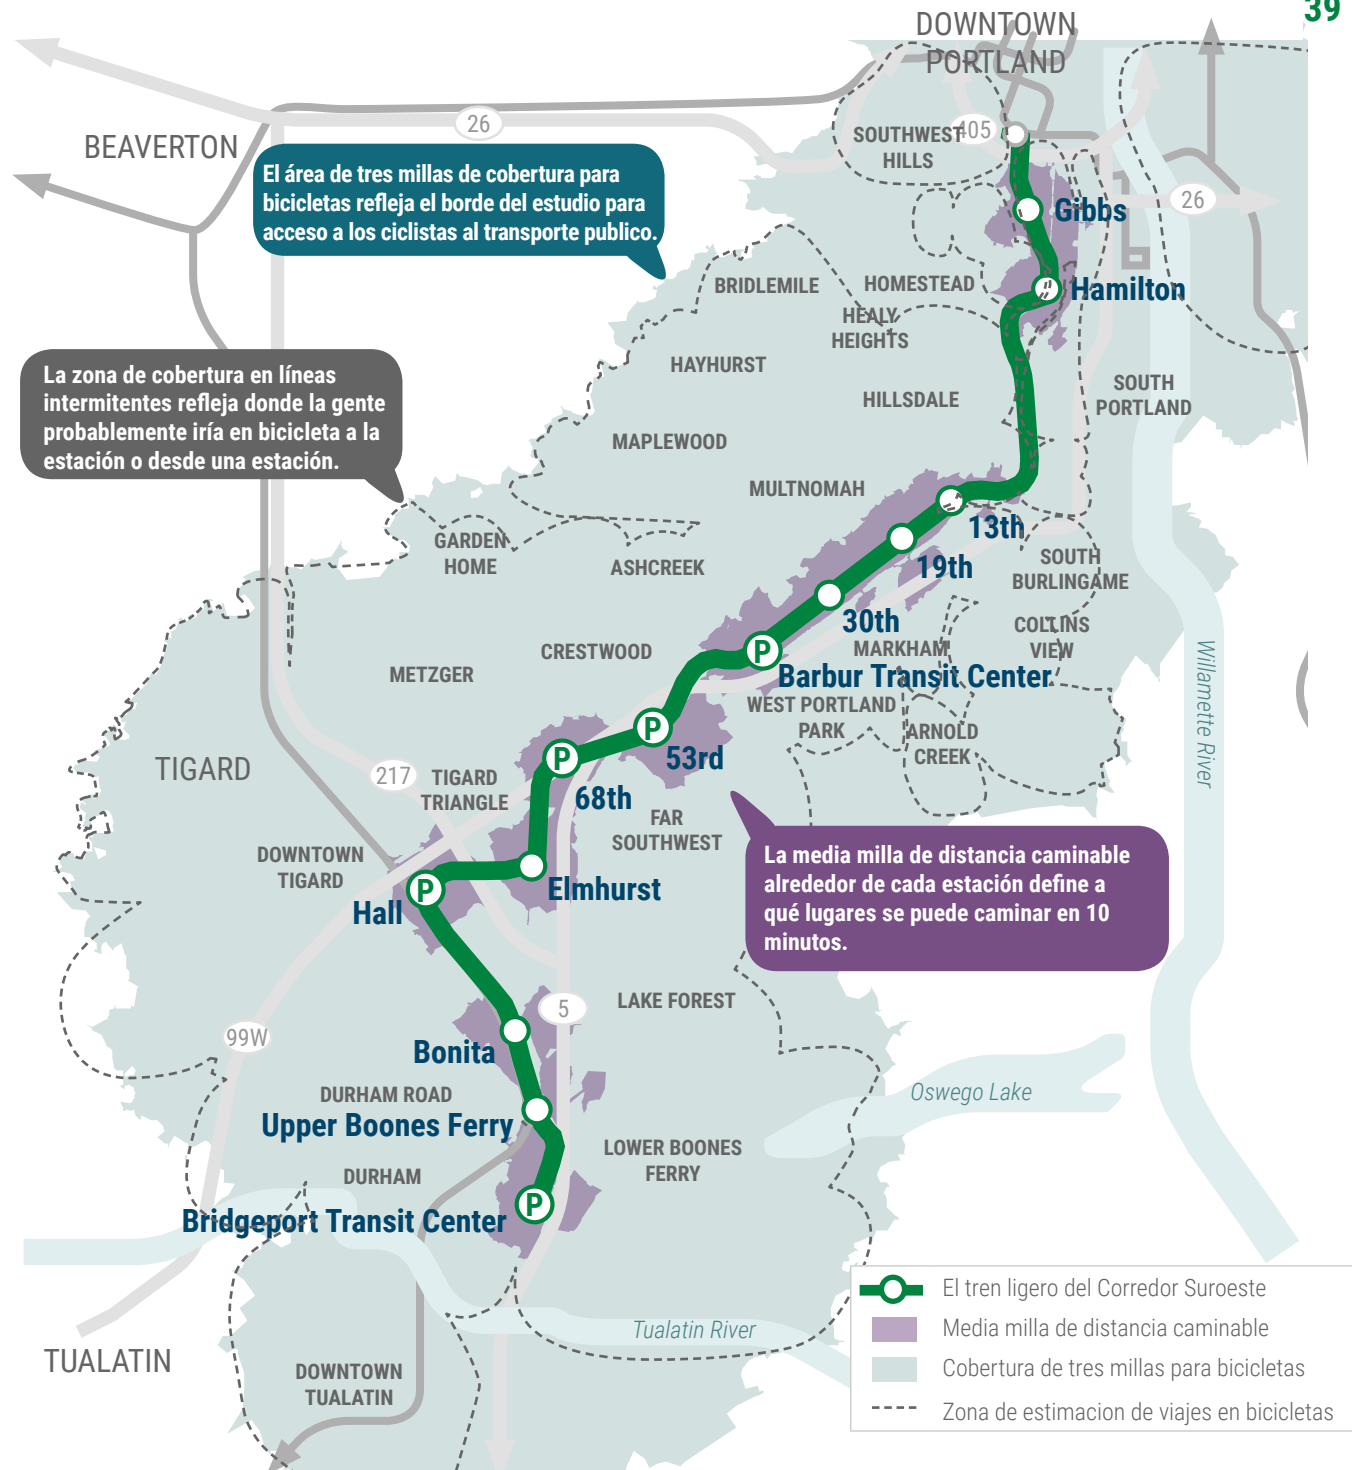 39
DOWNTOWN
PORTLAND
BEAVERTON
26
SOUTHWEST
HILLS
405
El área de tres millas de cobertura para
bicicletas refleja el borde del estudio para
acceso a los ciclistas al transporte publico.
26
Gibbs
BRIDLEMILE
HOMESTEAD
Hamilton
HEALY
HEIGHTS
HAYHURST
La zona de cobertura en líneas
intermitentes refleja donde la gente
probablemente iría en bicicleta a la
estación o desde una estación.
SOUTH
PORTLAND
HILLSDALE
MAPLEWOOD
MULTNOMAH
13th
GARDEN
HOME
ASHCREEK
19th
SOUTH
BURLINGAME
30th
COLLINS
VIEW
CRESTWOOD
MARKHAM
METZGER
Barbur Transit Center
WEST PORTLAND
PARK
Willamette River
ARNOLD
CREEK
53rd
TIGARD
217
TIGARD
TRIANGLE
68th
FAR
SOUTHWEST
DOWNTOWN
TIGARD
La media milla de distancia caminable
alrededor de cada estación define a
qué lugares se puede caminar en 10
minutos.
Elmhurst
Hall
LAKE FOREST
5
99W
Bonita
Oswego Lake
DURHAM ROAD
Upper Boones Ferry
LOWER BOONES
FERRY
DURHAM
Bridgeport Transit Center
P
P
P
P
P
Tualatin River
TUALATIN
DOWNTOWN
TUALATIN
El tren ligero del Corredor Suroeste
Media milla de distancia caminable
Cobertura de tres millas para bicicletas
Zona de estimacion de viajes en bicicletas